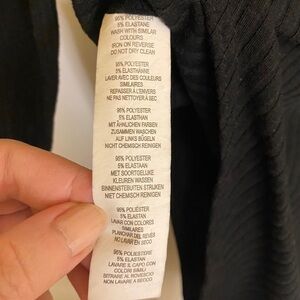 95% POLYESTER
5% ELASTANE
WASH WITH SIMILAR
COLOURS
IRON ON REVERSE
DO NOT DRY CLEAN
95% POLYESTER
5% ELASTHANNE
LAVER AVEC DES COULEURS
SIMILAIRES
REPASSER À L'ENVERS
NE PAS NETTOYER À SEC
95% POLYESTER
5% ELASTHAN
MIT ÄHNLICHEN FARBEN
ZUSAMMEN WASCHEN
AUF LINKS BÜGELN
NICHT CHEMISCH REINIGEN
95% POLYESTER
5% ELASTAAN
MET SOORTGELIJKE
KLEUREN WASSEN
BINNENSTEBUITEN STRIJKEN
NIET CHEMISCH REINIGEN
95% POLIÉSTER
5% ELASTAN
LAVAR CON COLORES
SIMILARES
PLANCHAR DEL REVÉS
NO LAVAR EN SECO
95% POLIESTERE
5% ELASTAN
LAVARE IL CAPO CON
COLORI SIMILI
STIRARE AL ROVESCIO
NON LAVARE A SECCO